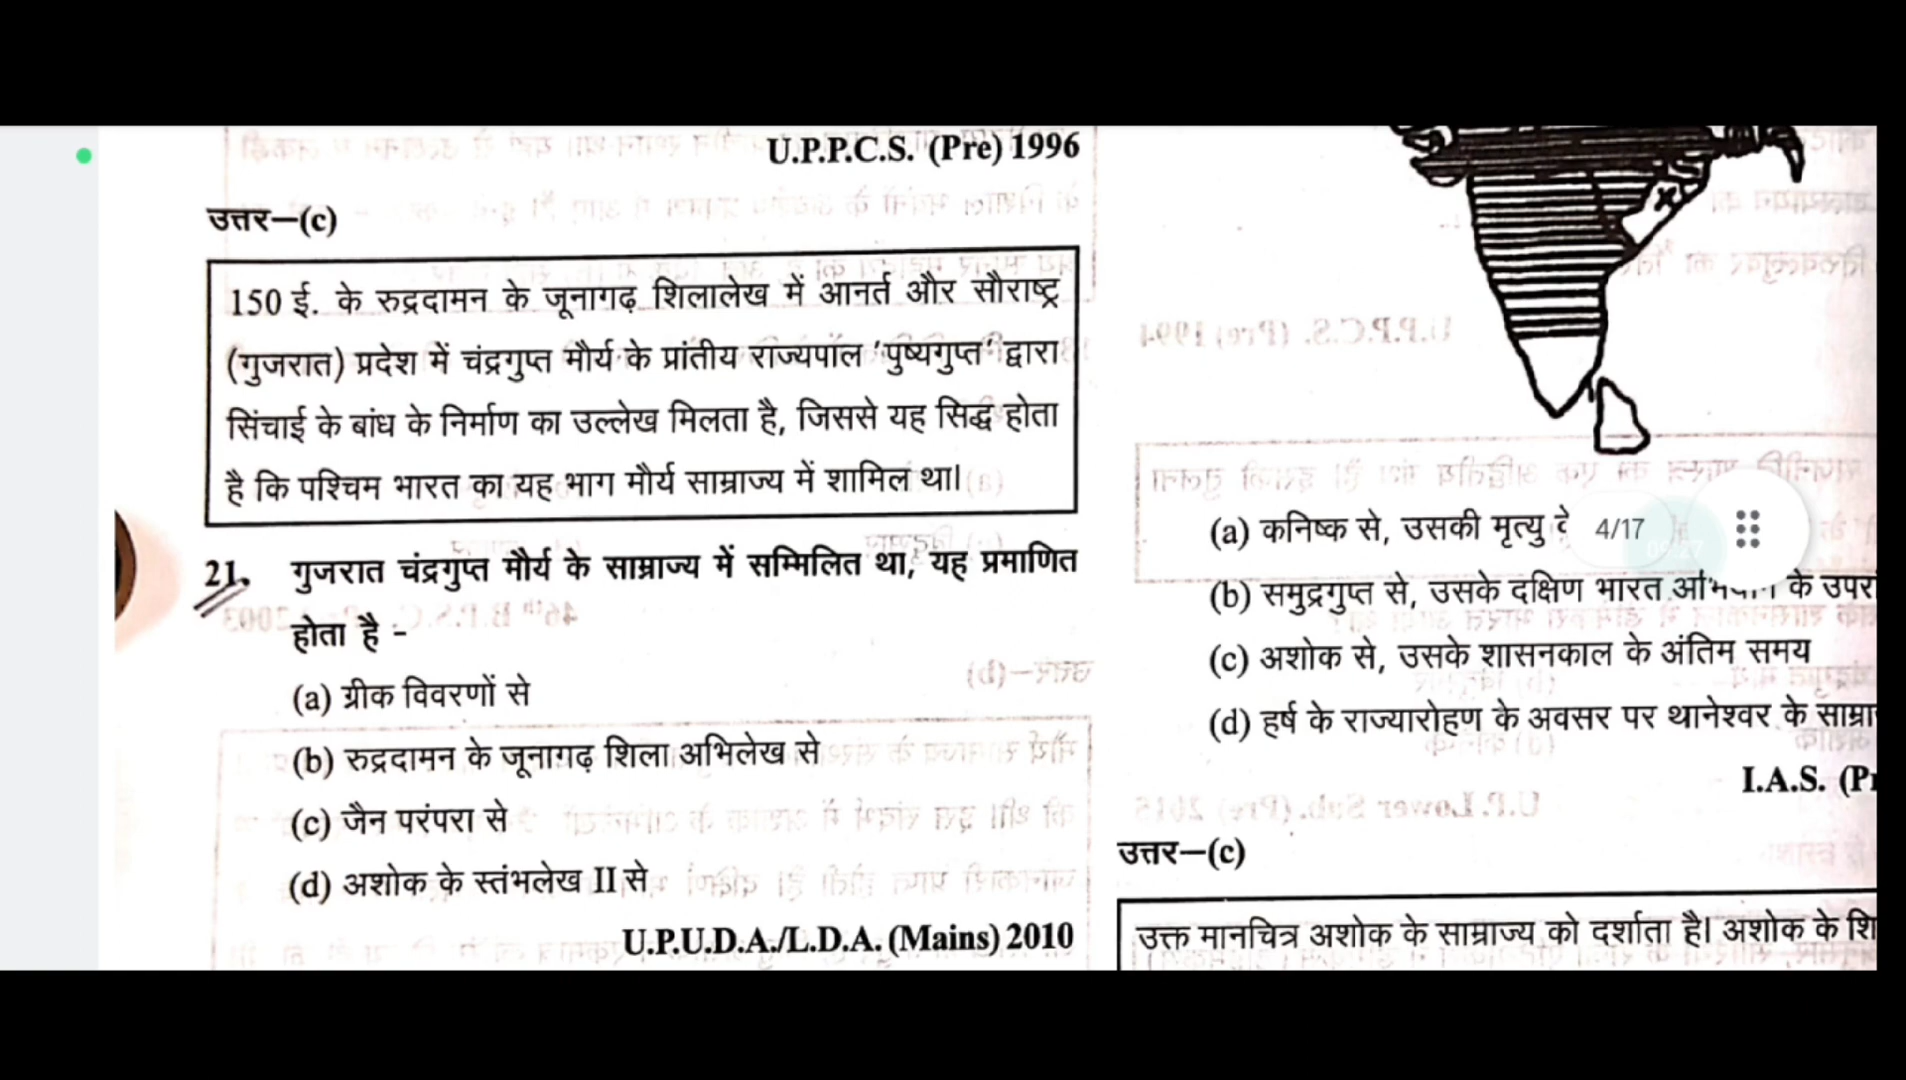 U.P.P.C.S. (Pre) 1996
उत्तर–(c)
150 ई. के रुद्रदामन के जूनागढ़ शिलालेख में आनर्त और सौराष्ट्र
(गुजरात) प्रदेश में चंद्रगुप्त मौर्य के प्रांतीय राज्यपाल 'पुष्यगुप्त' द्वारा
सिंचाई के बांध के निर्माण का उल्लेख मिलता है, जिससे यह सिद्ध होता
है कि पश्चिम भारत का यह भाग मौर्य साम्राज्य में शामिल था।
21. गुजरात चंद्रगुप्त मौर्य के साम्राज्य में सम्मिलित था, यह प्रमाणित
होता है -
(a) ग्रीक विवरणों से
(b) रुद्रदामन के जूनागढ़ शिला अभिलेख से
(c) जैन परंपरा से
(d) अशोक के स्तंभलेख II से
U.P.U.D.A./L.D.A. (Mains) 2010
(a) कनिष्क से, उसकी मृत्यु
4/17
09:27
(b) समुद्रगुप्त से, उसके दक्षिण भारत के
(c) अशोक से, उसके शासनकाल के अंतिम समय
(d) हर्ष के राज्यारोहण के अवसर पर थानेश्वर के
I.A.S.
उत्तर–(c)
उक्त मानचित्र अशोक के साम्राज्य को दर्शाता है। अशोक के